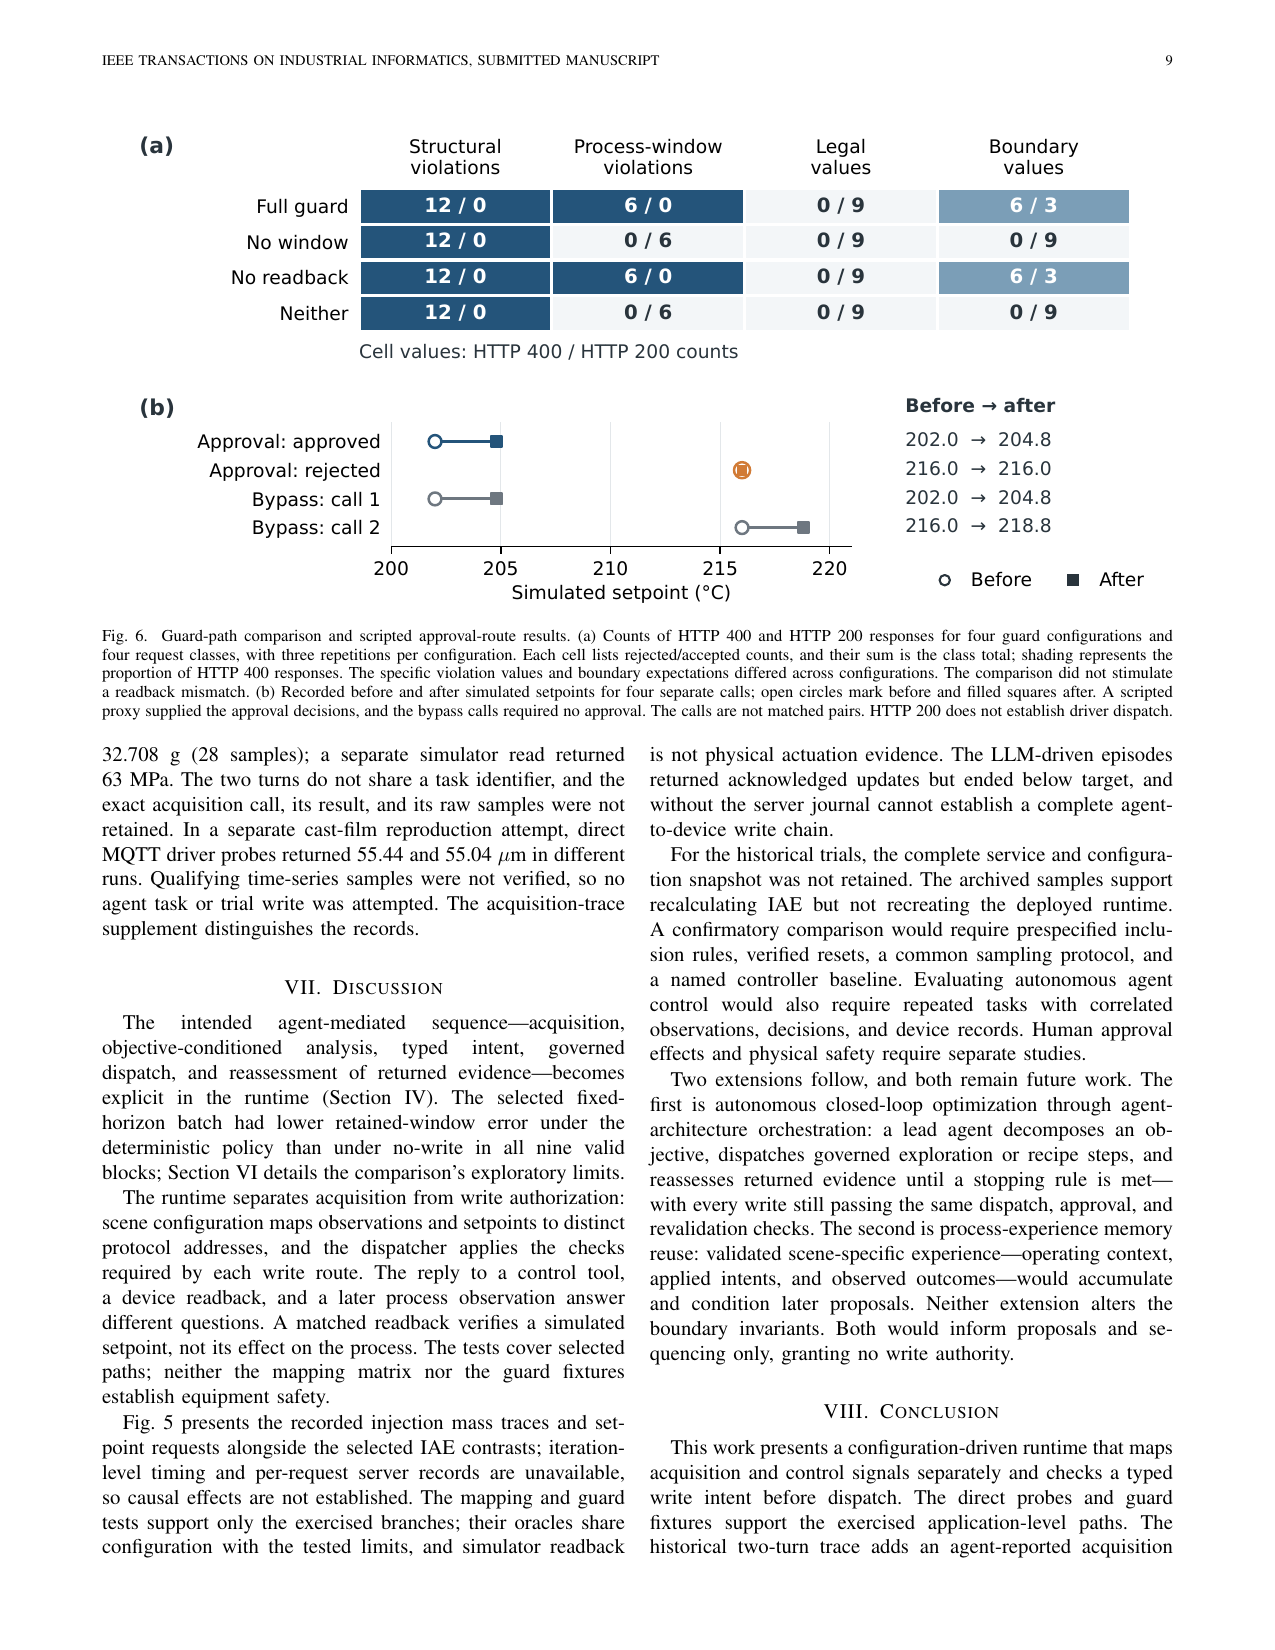 IEEE TRANSACTIONS ON INDUSTRIAL INFORMATICS, SUBMITTED MANUSCRIPT 9
(a)
Structural violations Process-window violations Legal values Boundary values
Full guard 12 / 0 6 / 0 0 / 9 6 / 3
No window 12 / 0 0 / 6 0 / 9 0 / 9
No readback 12 / 0 6 / 0 0 / 9 6 / 3
Neither 12 / 0 0 / 6 0 / 9 0 / 9
Cell values: HTTP 400 / HTTP 200 counts
(b)
Before → after
Approval: approved 202.0 → 204.8
Approval: rejected 216.0 → 216.0
Bypass: call 1 202.0 → 204.8
Bypass: call 2 216.0 → 218.8
200 205 210 215 220
Simulated setpoint (°C)
Before After
Fig. 6. Guard-path comparison and scripted approval-route results. (a) Counts of HTTP 400 and HTTP 200 responses for four guard configurations and
four request classes, with three repetitions per configuration. Each cell lists rejected/accepted counts, and their sum is the class total; shading represents the
proportion of HTTP 400 responses. The specific violation values and boundary expectations differed across configurations. The comparison did not stimulate
a readback mismatch. (b) Recorded before and after simulated setpoints for four separate calls; open circles mark before and filled squares after. A scripted
proxy supplied the approval decisions, and the bypass calls required no approval. The calls are not matched pairs. HTTP 200 does not establish driver dispatch.
32.708 g (28 samples); a separate simulator read returned
63 MPa. The two turns do not share a task identifier, and the
exact acquisition call, its result, and its raw samples were not
retained. In a separate cast-film reproduction attempt, direct
MQTT driver probes returned 55.44 and 55.04 μm in different
runs. Qualifying time-series samples were not verified, so no
agent task or trial write was attempted. The acquisition-trace
supplement distinguishes the records.
VII. DISCUSSION
The intended agent-mediated sequence—acquisition,
objective-conditioned analysis, typed intent, governed
dispatch, and reassessment of returned evidence—becomes
explicit in the runtime (Section IV). The selected fixed-
horizon batch had lower retained-window error under the
deterministic policy than under no-write in all nine valid
blocks; Section VI details the comparison's exploratory limits.
The runtime separates acquisition from write authorization:
scene configuration maps observations and setpoints to distinct
protocol addresses, and the dispatcher applies the checks
required by each write route. The reply to a control tool,
a device readback, and a later process observation answer
different questions. A matched readback verifies a simulated
setpoint, not its effect on the process. The tests cover selected
paths; neither the mapping matrix nor the guard fixtures
establish equipment safety.
Fig. 5 presents the recorded injection mass traces and set-
point requests alongside the selected IAE contrasts; iteration-
level timing and per-request server records are unavailable,
so causal effects are not established. The mapping and guard
tests support only the exercised branches; their oracles share
configuration with the tested limits, and simulator readback
is not physical actuation evidence. The LLM-driven episodes
returned acknowledged updates but ended below target, and
without the server journal cannot establish a complete agent-
to-device write chain.
For the historical trials, the complete service and configura-
tion snapshot was not retained. The archived samples support
recalculating IAE but not recreating the deployed runtime.
A confirmatory comparison would require prespecified inclu-
sion rules, verified resets, a common sampling protocol, and
a named controller baseline. Evaluating autonomous agent
control would also require repeated tasks with correlated
observations, decisions, and device records. Human approval
effects and physical safety require separate studies.
Two extensions follow, and both remain future work. The
first is autonomous closed-loop optimization through agent-
architecture orchestration: a lead agent decomposes an ob-
jective, dispatches governed exploration or recipe steps, and
reassesses returned evidence until a stopping rule is met—
with every write still passing the same dispatch, approval, and
revalidation checks. The second is process-experience memory
reuse: validated scene-specific experience—operating context,
applied intents, and observed outcomes—would accumulate
and condition later proposals. Neither extension alters the
boundary invariants. Both would inform proposals and se-
quencing only, granting no write authority.
VIII. CONCLUSION
This work presents a configuration-driven runtime that maps
acquisition and control signals separately and checks a typed
write intent before dispatch. The direct probes and guard
fixtures support the exercised application-level paths. The
historical two-turn trace adds an agent-reported acquisition